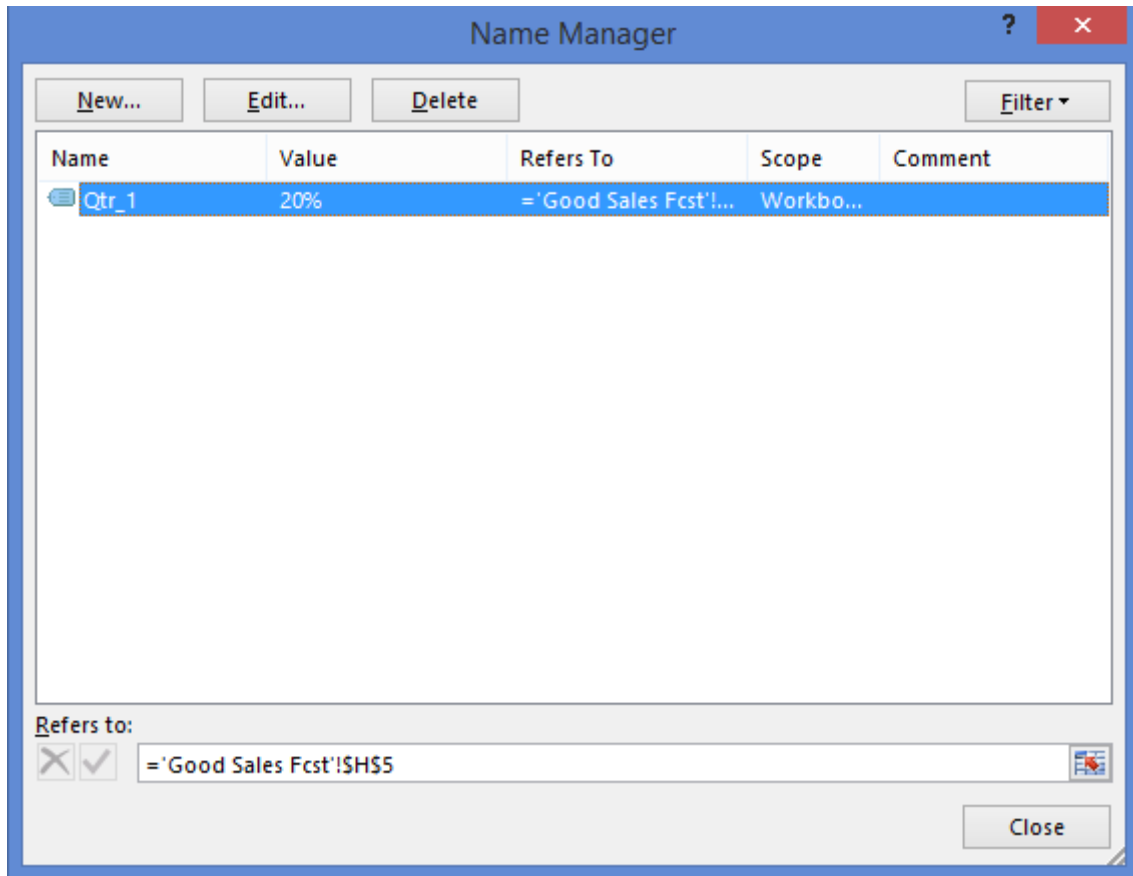 Name Manager
?
New... Edit... Delete Filter
Name Value Refers To Scope Comment
Qtr_1 20% ='Good Sales Fcst'!... Workbo...
Refers to:
='Good Sales Fcst'!$H$5
Close